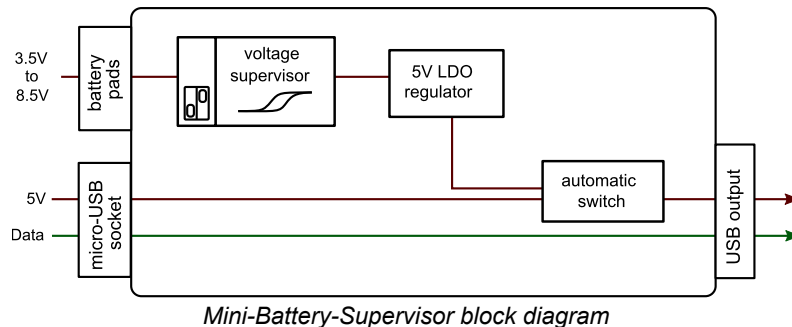 3.5V
to
8.5V
battery
pads
voltage
supervisor
5V LDO
regulator
5V
Data
micro-USB
socket
automatic
switch
USB output
Mini-Battery-Supervisor block diagram